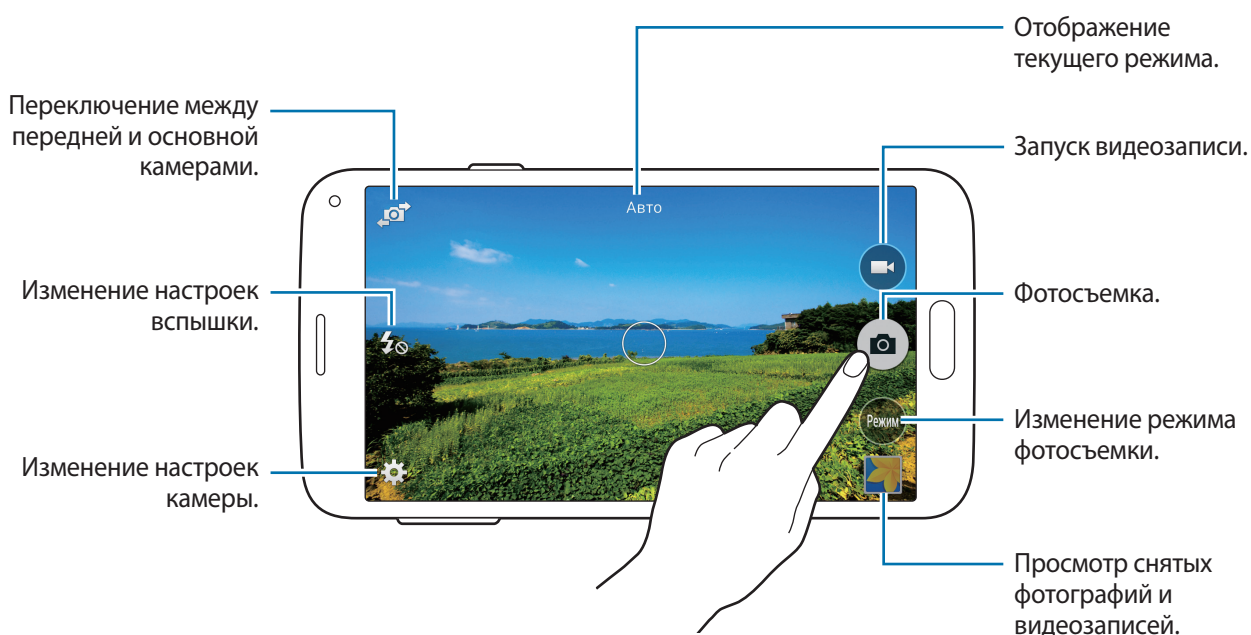 Отображение
текущего режима.
Переключение между
передней и основной
камерами.
Запуск видеозаписи.
Авто
Изменение настроек
вспышки.
Фотосъемка.
Режим
Изменение режима
фотосъемки.
Изменение настроек
камеры.
Просмотр снятых
фотографий и
видеозаписей.